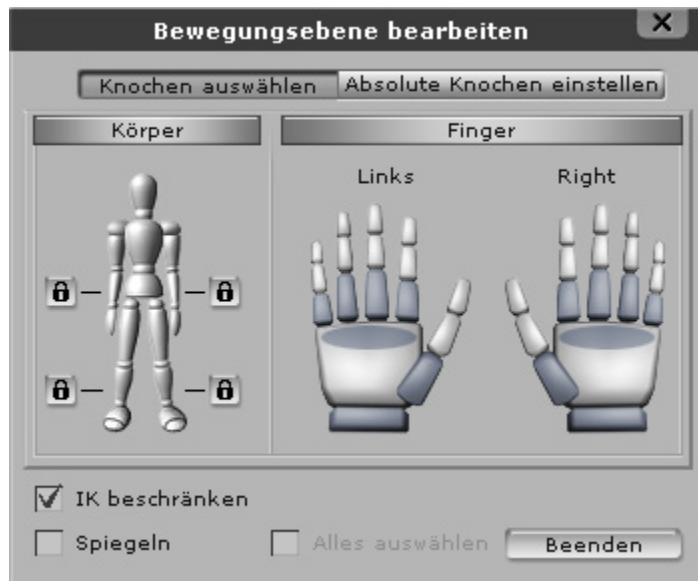 Bewegungsebene bearbeiten
Knochen auswählen Absolute Knochen einstellen
Körper Finger
Links Right
IK beschränken
Spiegeln Alles auswählen Beenden